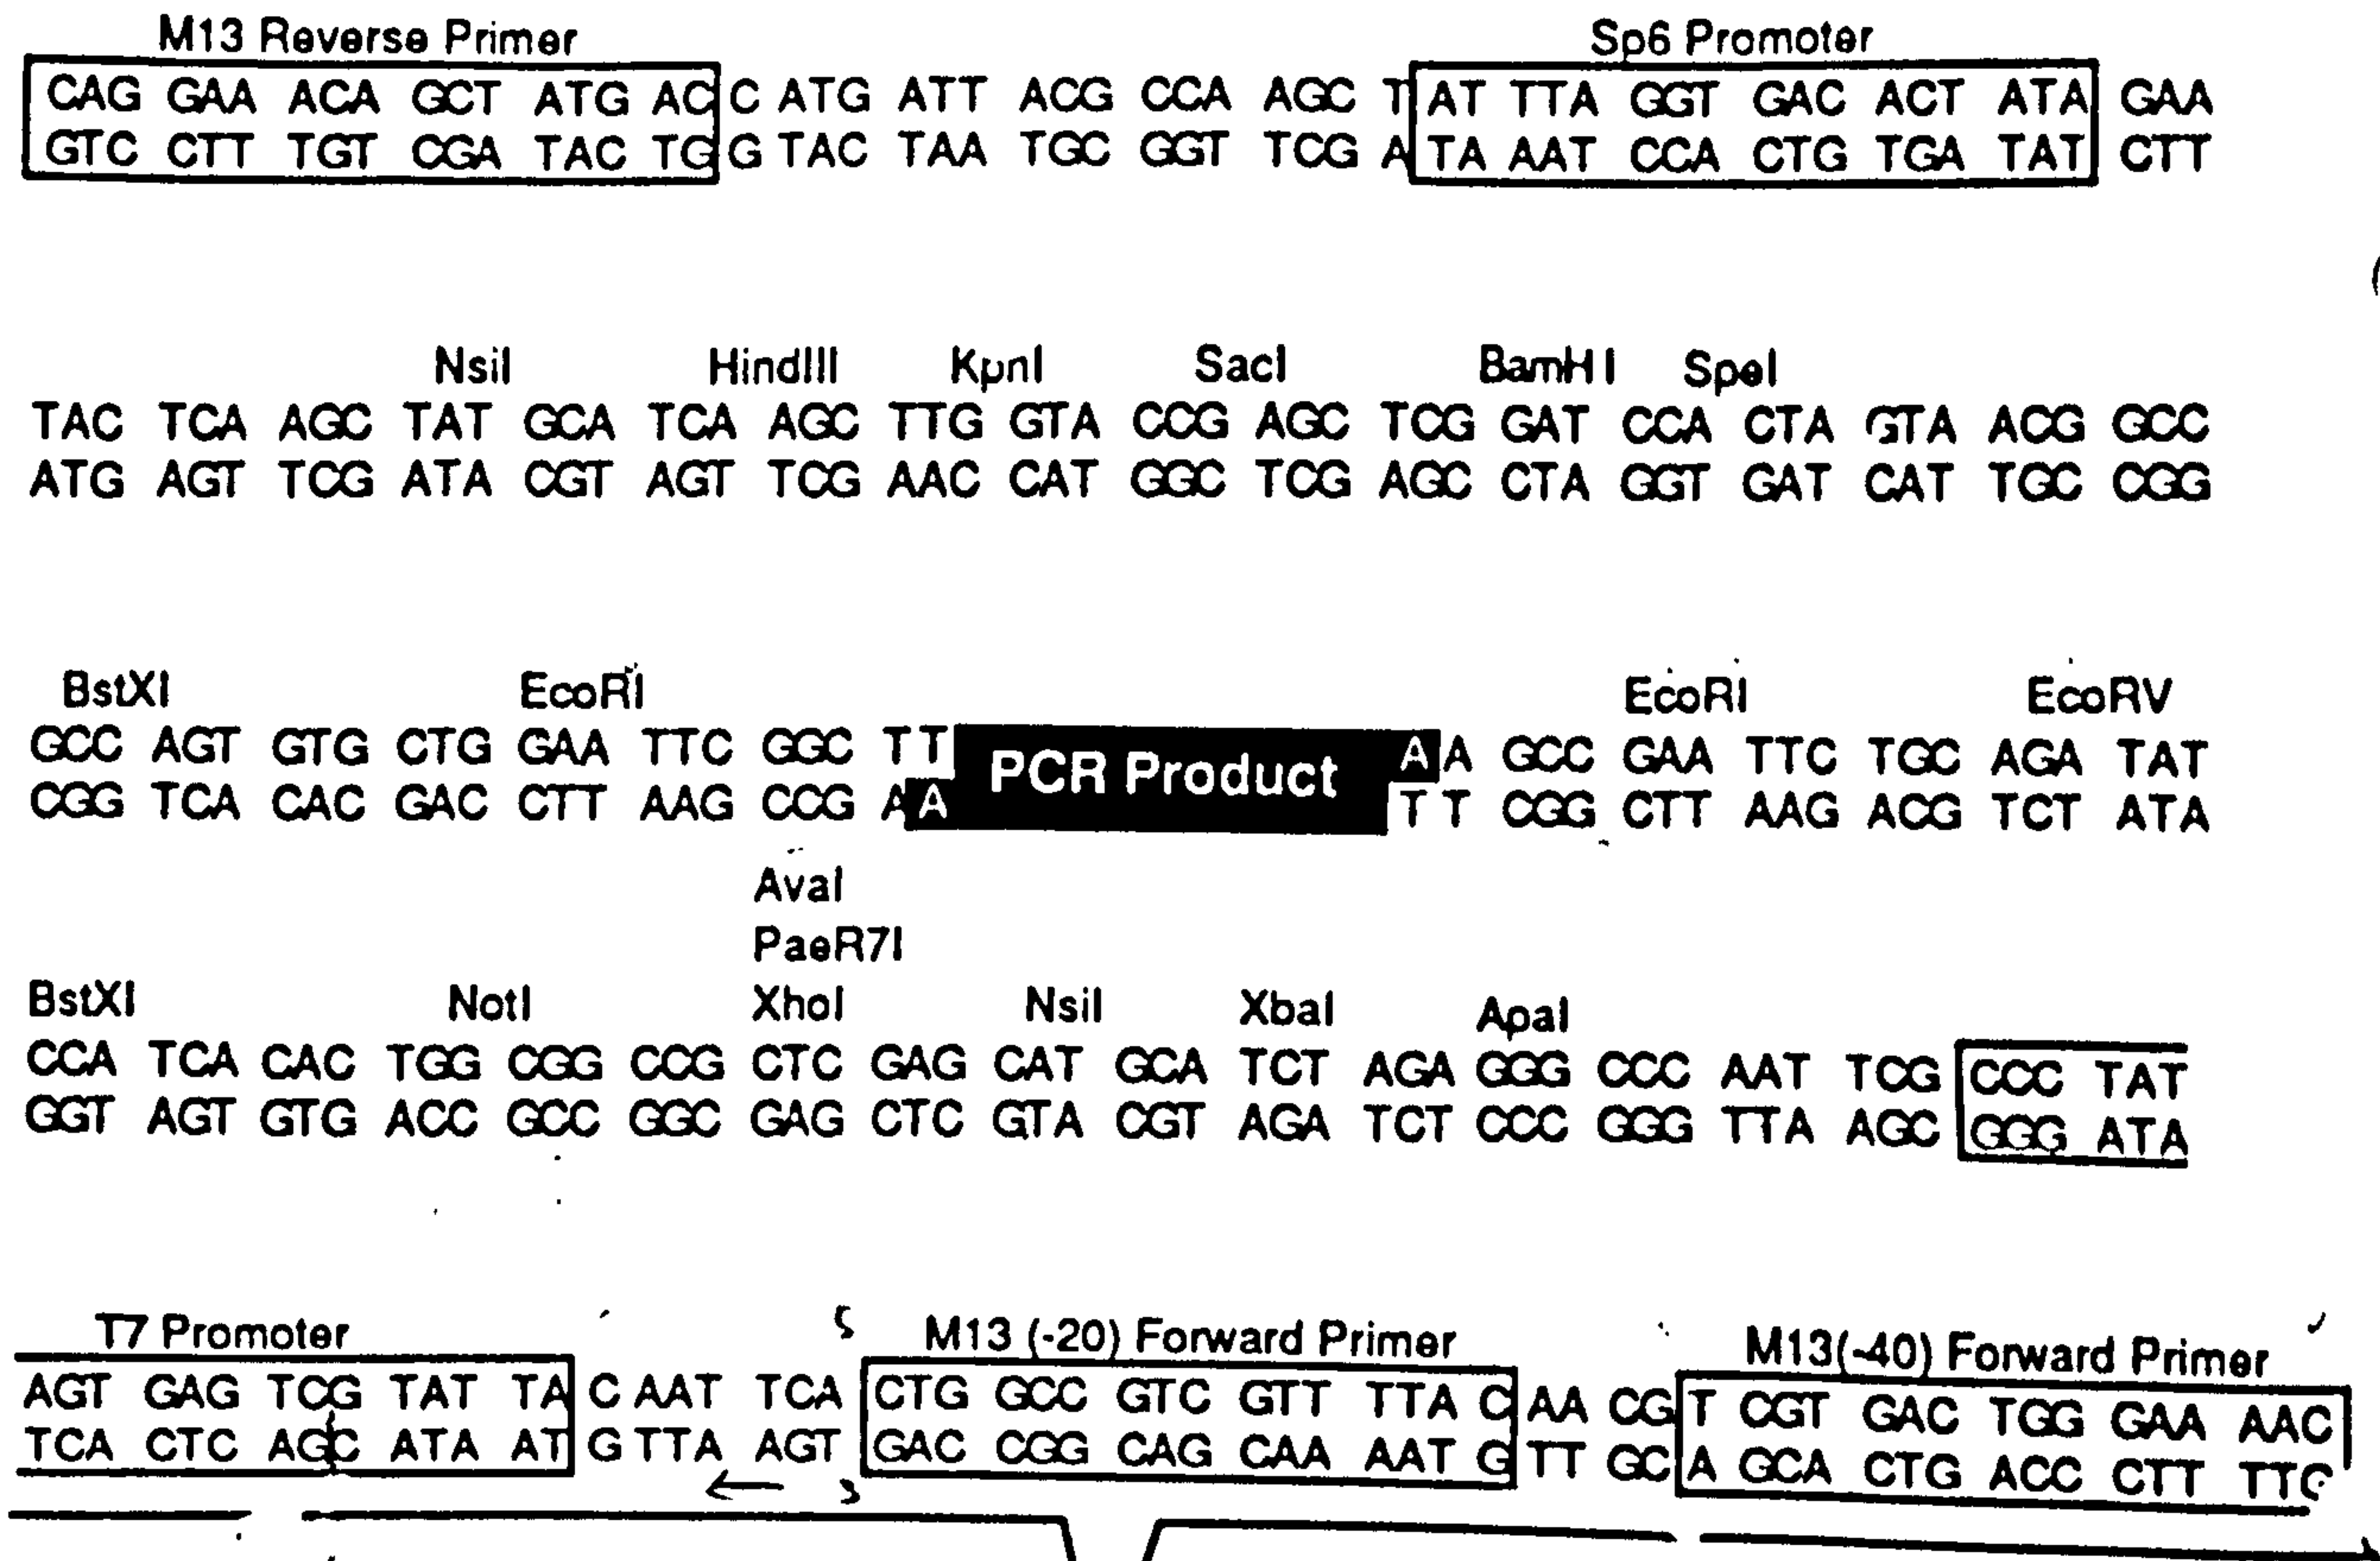 M13 Reverse Primer Sp6 Promoter
CAG GAA ACA GCT ATG AC C ATG ATT ACG CCA AGC T AT TTA GGT GAC ACT ATA GAA
GTC CTT TGT CGA TAC TG G TAC TAA TGC GGT TCG A TA AAT CCA CTG TGA TAT CTT
NsiI HindIII KpnI SacI BamH I SpeI
TAC TCA AGC TAT GCA TCA AGC TTG GTA CCG AGC TCG GAT CCA CTA GTA ACG GCC
ATG AGT TCG ATA CGT AGT TCG AAC CAT GGC TCG AGC CTA GGT GAT CAT TGC CGG
BstXI EcoRI EcoRI EcoRV
GCC AGT GTG CTG GAA TTC GGC TT PCR Product A A GCC GAA TTC TGC AGA TAT
CGG TCA CAC GAC CTT AAG CCG A A T T CGG CTT AAG ACG TCT ATA
AvaI
PaeR7I
BstXI NotI XhoI NsiI XbaI ApaI
CCA TCA CAC TGG CGG CCG CTC GAG CAT GCA TCT AGA GGG CCC AAT TCG CCC TAT
GGT AGT GTG ACC GCC GGC GAG CTC GTA CGT AGA TCT CCC GGG TTA AGC GGG ATA
T7 Promoter 5 M13 (-20) Forward Primer M13(-40) Forward Primer
AGT GAG TCG TAT TA C AAT TCA CTG GCC GTC GTT TTA C AA CG T CGT GAC TGG GAA AAC
TCA CTC AGC ATA AT G TTA AGT GAC CGG CAG CAA AAT G TT GC A GCA CTG ACC CTT TTG
← 3